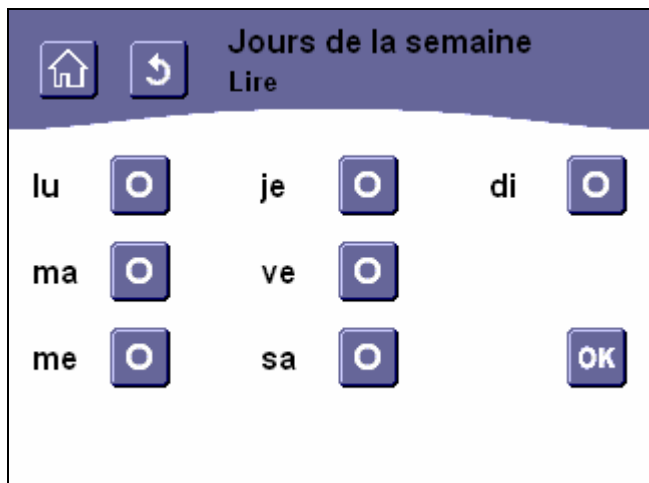 Jours de la semaine
Lire
lu O je O di O
ma O ve O
me O sa O OK